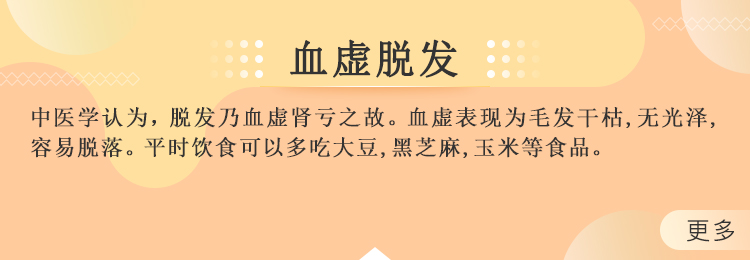 血虚脱发
中医学认为，脱发乃血虚肾亏之故。血虚表现为毛发干枯，无光泽，
容易脱落。平时饮食可以多吃大豆，黑芝麻，玉米等食品。
更多